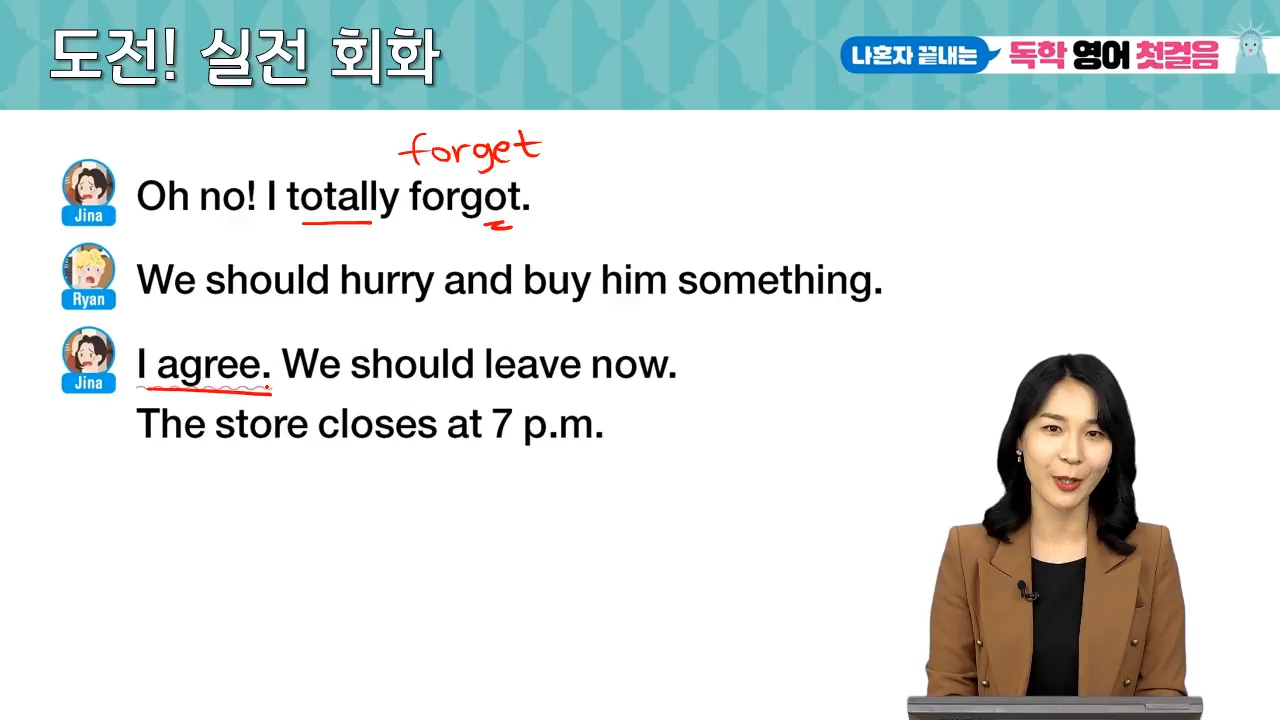 도전! 실전 회화
나혼자 끝내는 독학 영어 첫걸음
forget
Jina
Oh no! I totally forgot.
Ryan
We should hurry and buy him something.
Jina
I agree. We should leave now.
The store closes at 7 p.m.